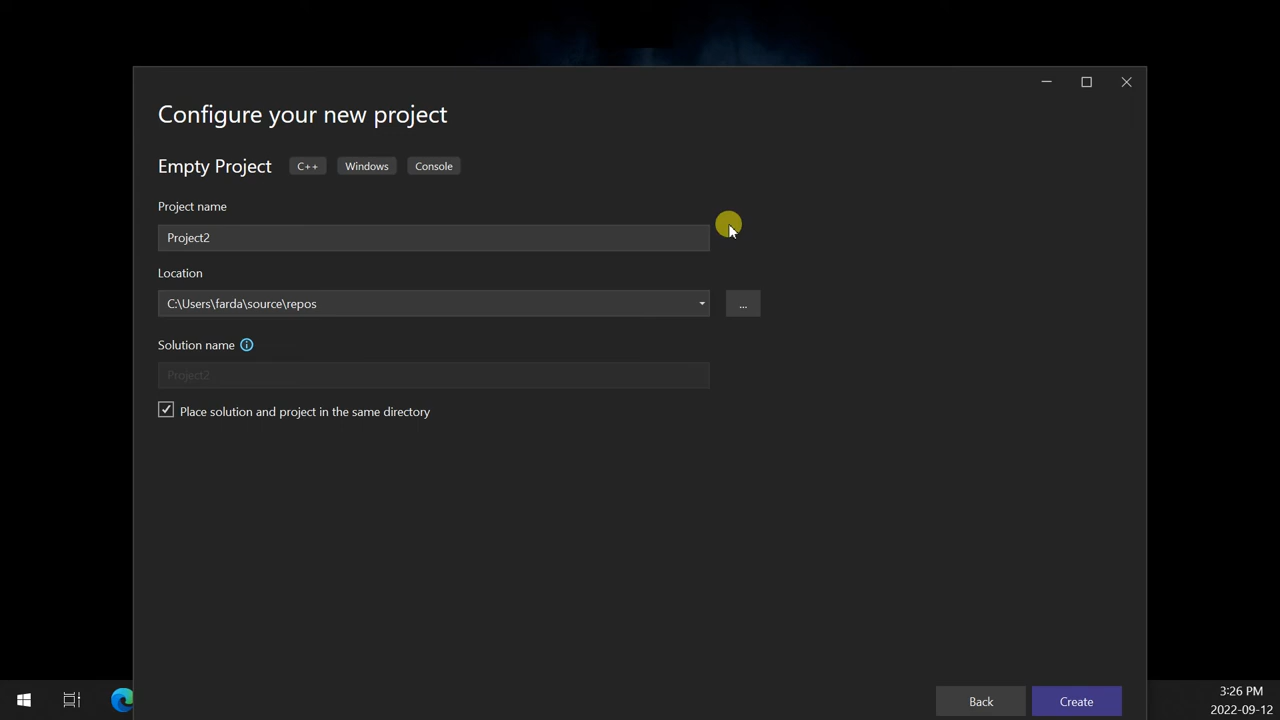 Configure your new project
Empty Project C++ Windows Console
Project name
Project2
Location
C:\Users\farda\source\repos
...
Solution name
Project2
Place solution and project in the same directory
Back Create
3:26 PM
2022-09-12